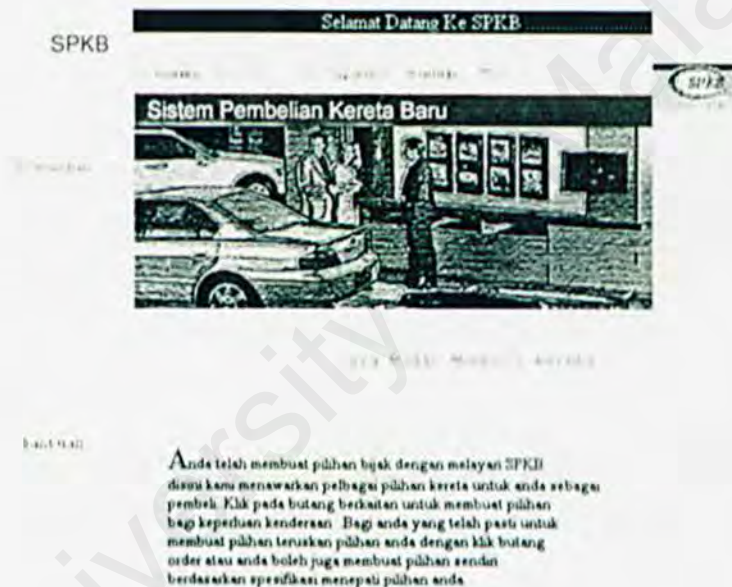 Selamat Datang Ke SPKB
SPKB
SPKB
Sistem Pembelian Kereta Baru
bantuan
Anda telah membuat pilihan bijak dengan melayan SPKB
disini kami menawarkan pelbagai pilihan kereta untuk anda sebagai
pembeli. Klik pada butang berkaitan untuk membuat pilihan
bagi keperluan kenderaan. Bagi anda yang telah pasti untuk
membuat pilihan teruskan pilihan anda dengan klik butang
order atau anda boleh juga membuat pilihan sendiri
berdasarkan spesifikasi menepati pilihan anda